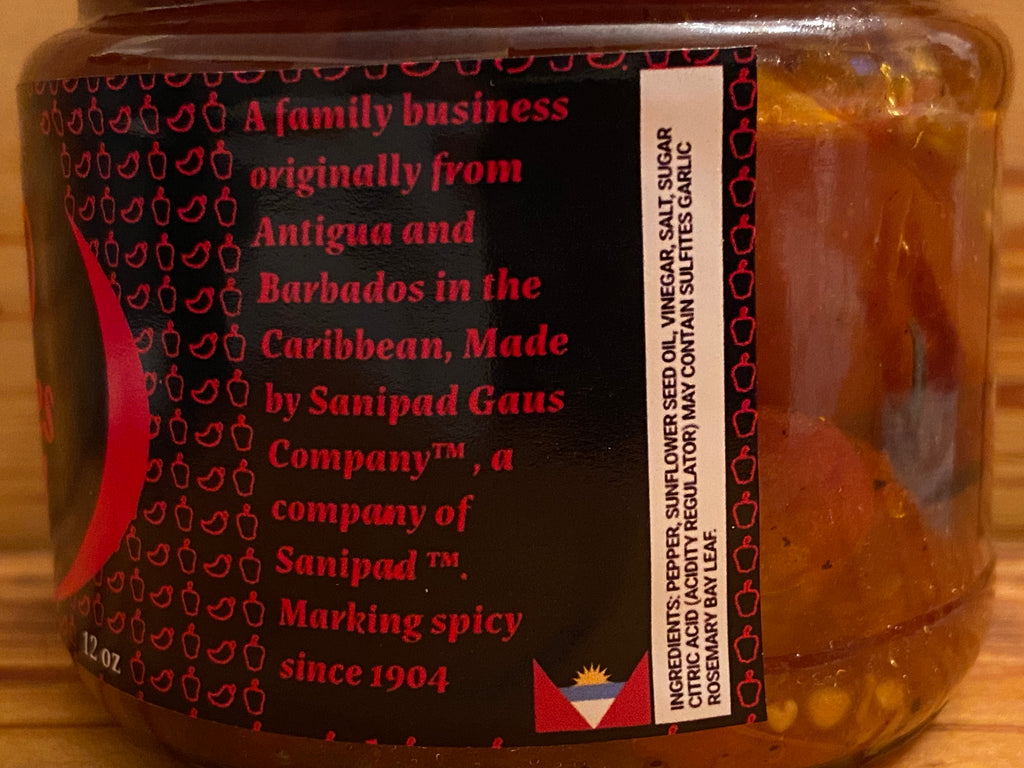 A family business
originally from
Antigua and
Barbados in the
Caribbean, Made
by Sanipad Gaus
Company™ , a
company of
Sanipad ™.
Marking spicy
since 1904
12 oz
INGREDIENTS: PEPPER, SUNFLOWER SEED OIL, VINEGAR, SALT, SUGAR
CITRIC ACID (ACIDITY REGULATOR) MAY CONTAIN SULFITES GARLIC
ROSEMARY BAY LEAF.